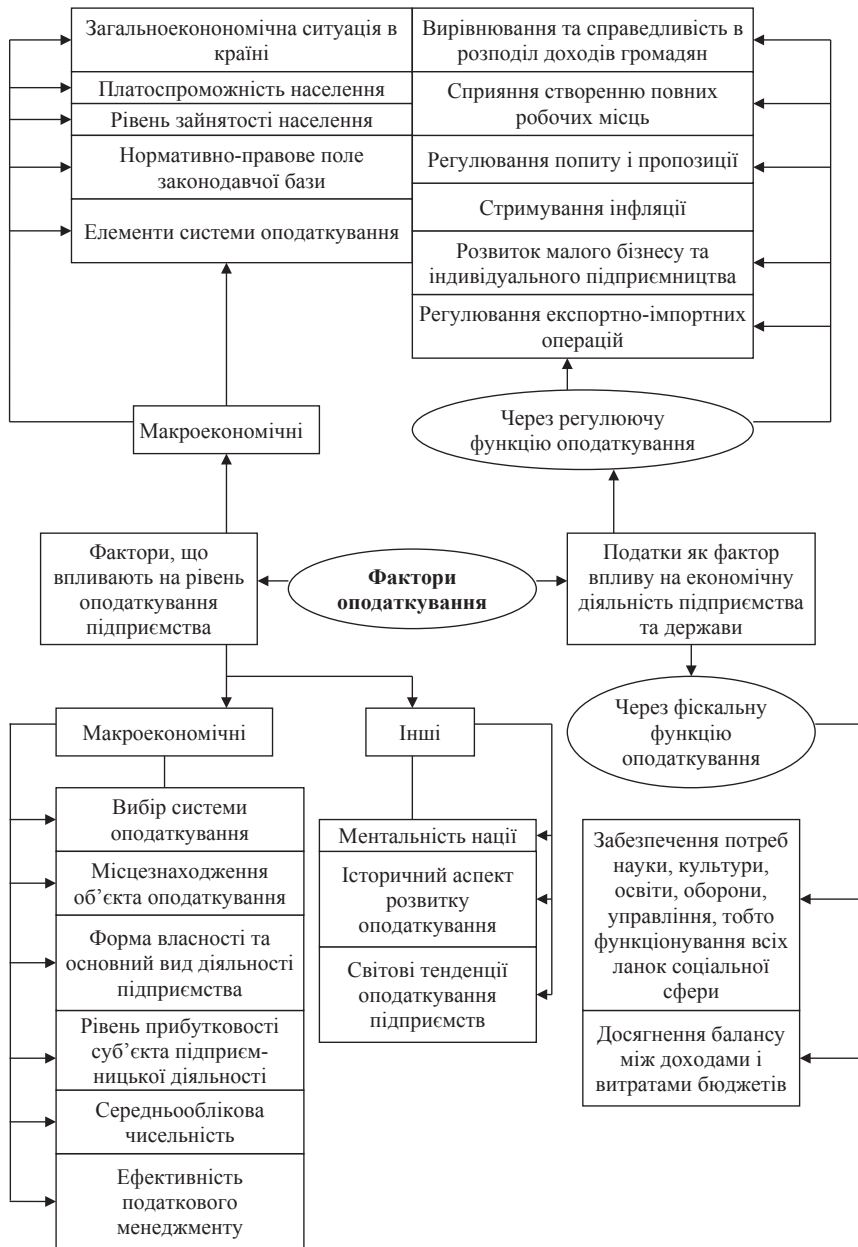 Загальноекономічна ситуація в
країні
Платоспроможність населення
Рівень зайнятості населення
Нормативно-правове поле
законодавчої бази
Елементи системи оподаткування
Вирівнювання та справедливість в
розподіл доходів громадян
Сприяння створенню повних
робочих місць
Регулювання попиту і пропозиції
Стримування інфляції
Розвиток малого бізнесу та
індивідуального підприємництва
Регулювання експортно-імпортних
операцій
Макроекономічні
Через регулюючу
функцію оподаткування
Фактори, що
впливають на рівень
оподаткування
підприємства
Фактори
оподаткування
Податки як фактор
впливу на економічну
діяльність підприємства
та держави
Макроекономічні
Інші
Через фіскальну
функцію
оподаткування
Вибір системи
оподаткування
Місцезнаходження
об’єкта оподаткування
Форма власності та
основний вид діяльності
підприємства
Рівень прибутковості
суб’єкта підприєм-
ницької діяльності
Середньооблікова
чисельність
Ефективність
податкового
менеджменту
Ментальність нації
Історичний аспект
розвитку
оподаткування
Світові тенденції
оподаткування
підприємств
Забезпечення потреб
науки, культури,
освіти, оборони,
управління, тобто
функціонування всіх
ланок соціальної
сфери
Досягнення балансу
між доходами і
витратами бюджетів